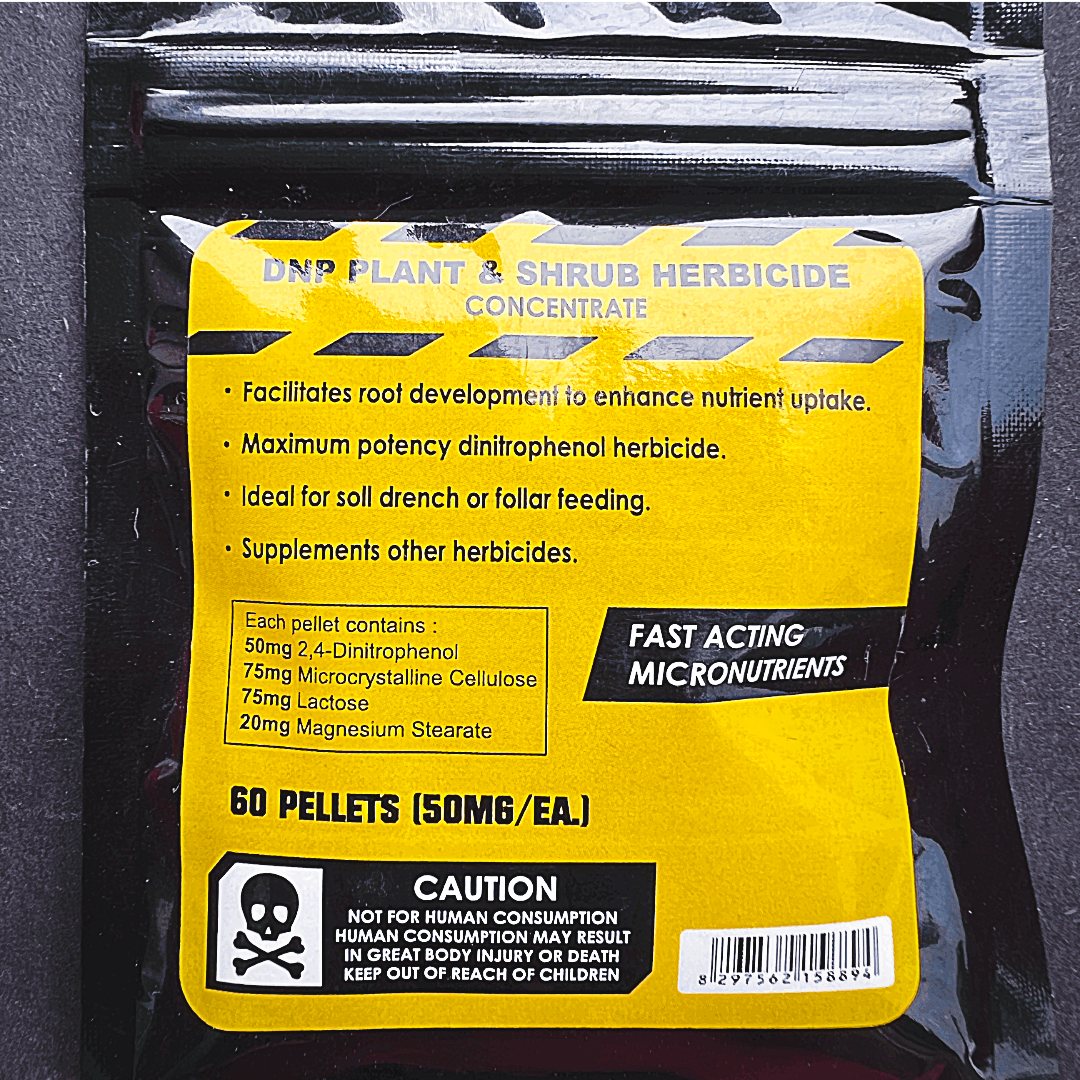 DNP PLANT & SHRUB HERBICIDE
CONCENTRATE
• Facilitates root development to enhance nutrient uptake.
• Maximum potency dinitrophenol herbicide.
• Ideal for soll drench or follar feeding.
• Supplements other herbicides.
Each pellet contains :
50mg 2,4-Dinitrophenol
75mg Microcrystalline Cellulose
75mg Lactose
20mg Magnesium Stearate
FAST ACTING
MICRONUTRIENTS
60 PELLETS (50MG/EA.)
CAUTION
NOT FOR HUMAN CONSUMPTION
HUMAN CONSUMPTION MAY RESULT
IN GREAT BODY INJURY OR DEATH
KEEP OUT OF REACH OF CHILDREN
8 297562 158894